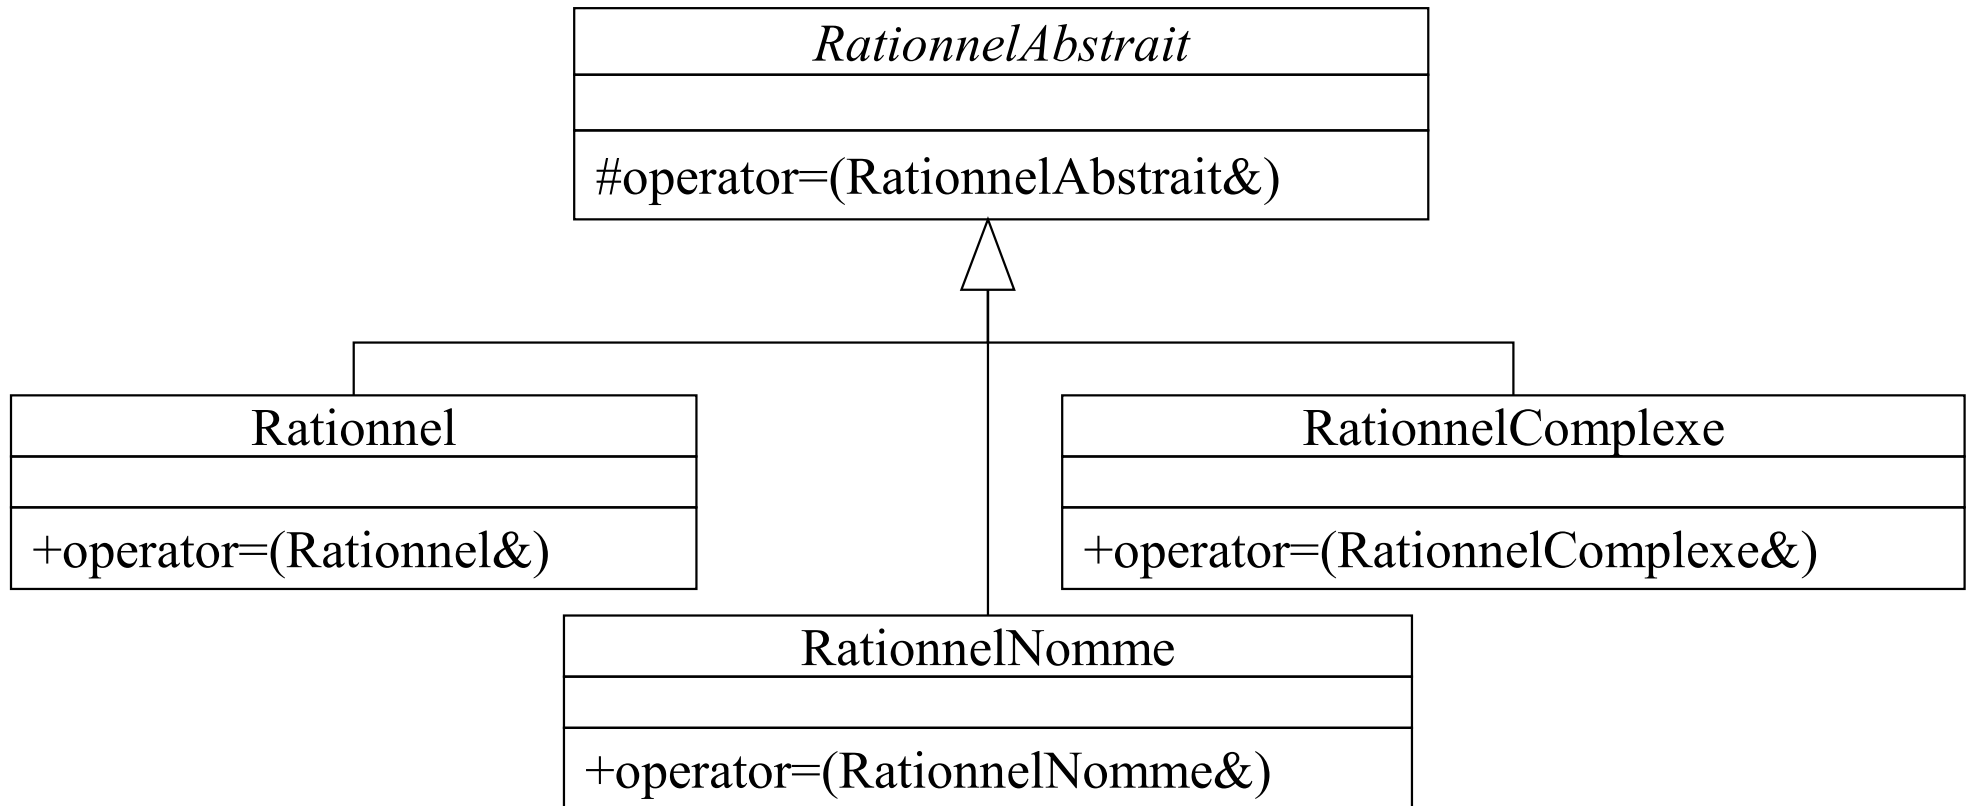 RationnelAbstrait
#operator=(RationnelAbstrait&)
Rationnel
+operator=(Rationnel&)
RationnelComplexe
+operator=(RationnelComplexe&)
RationnelNomme
+operator=(RationnelNomme&)